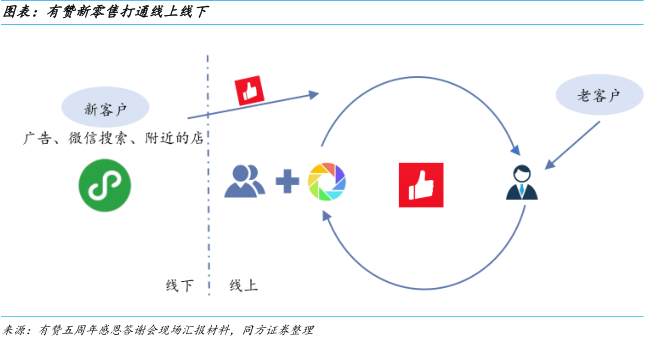 图表：有赞新零售打通线上线下
新客户
老客户
广告、微信搜索、附近的店
线下
线上
来源：有赞五周年感恩答谢会现场汇报材料，同方证券整理